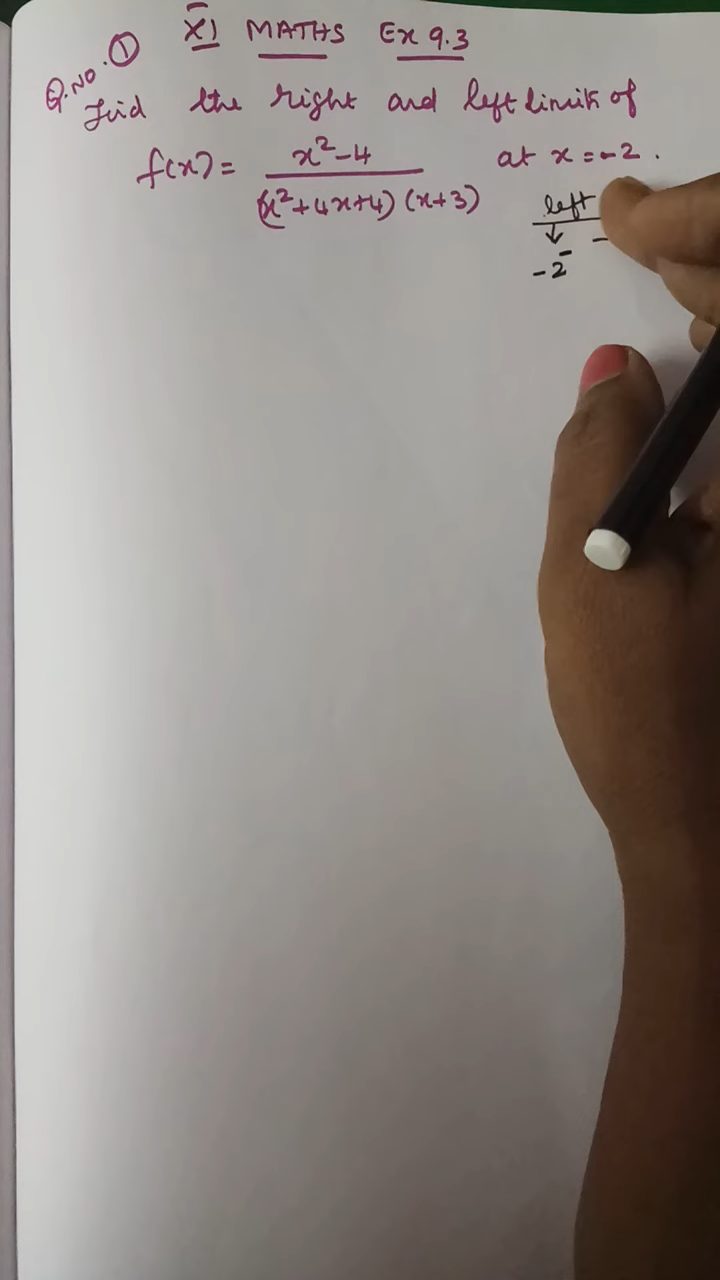 XI MATHS Ex 9.3
Q.NO. ①
Find the right and left limits of
f(x) = x²-4 / (x²+4x+4)(x+3) at x = -2.
left
↓
-2⁻ -